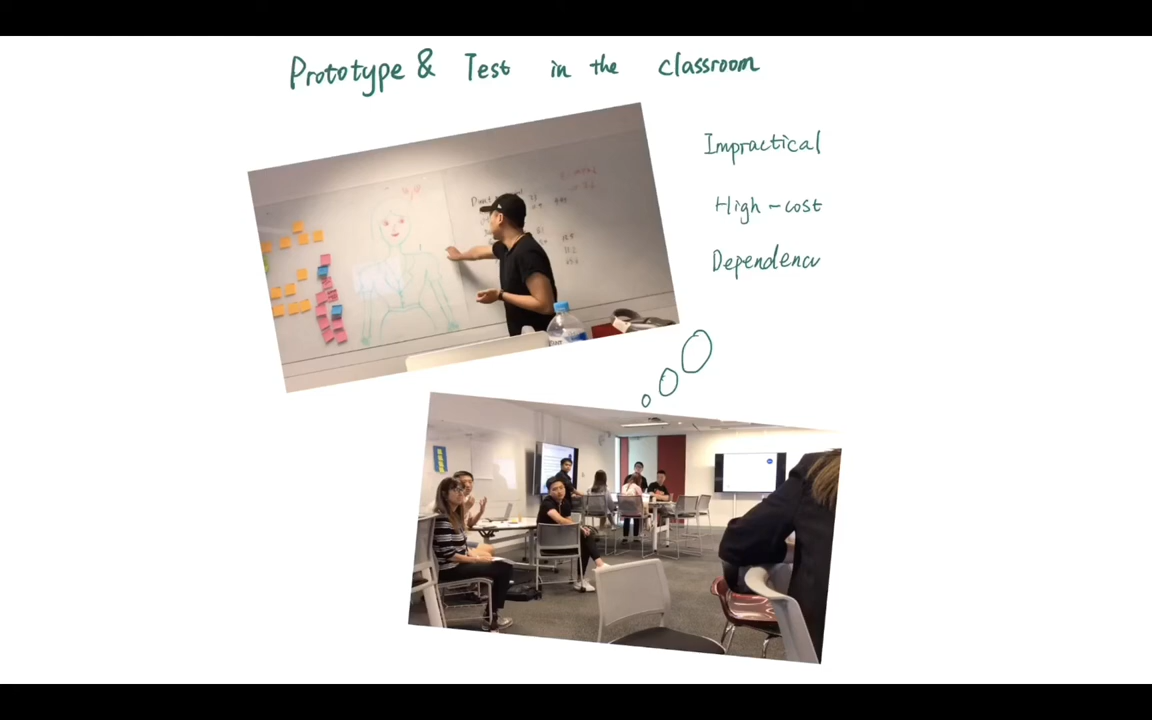 Prototype & Test in the classroom
Impractical
High-cost
Dependenc